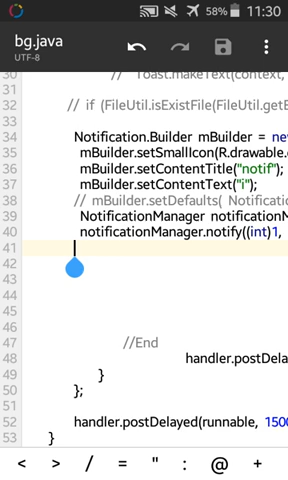 58% 11:30
bg.java
UTF-8
30 // Toast.makeText(context,
31
32 // if (FileUtil.isExistFile(FileUtil.getE
33
34 Notification.Builder mBuilder = new
35 mBuilder.setSmallIcon(R.drawable.
36 mBuilder.setContentTitle("notif");
37 mBuilder.setContentText("i");
38 // mBuilder.setDefaults( Notificatio
39 NotificationManager notificationM
40 notificationManager.notify((int)1,
41
42
43
44
45
46
47 //End
48 handler.postDela
49 }
50 };
51
52 handler.postDelayed(runnable, 1500
53 }
< > / = " : @ +